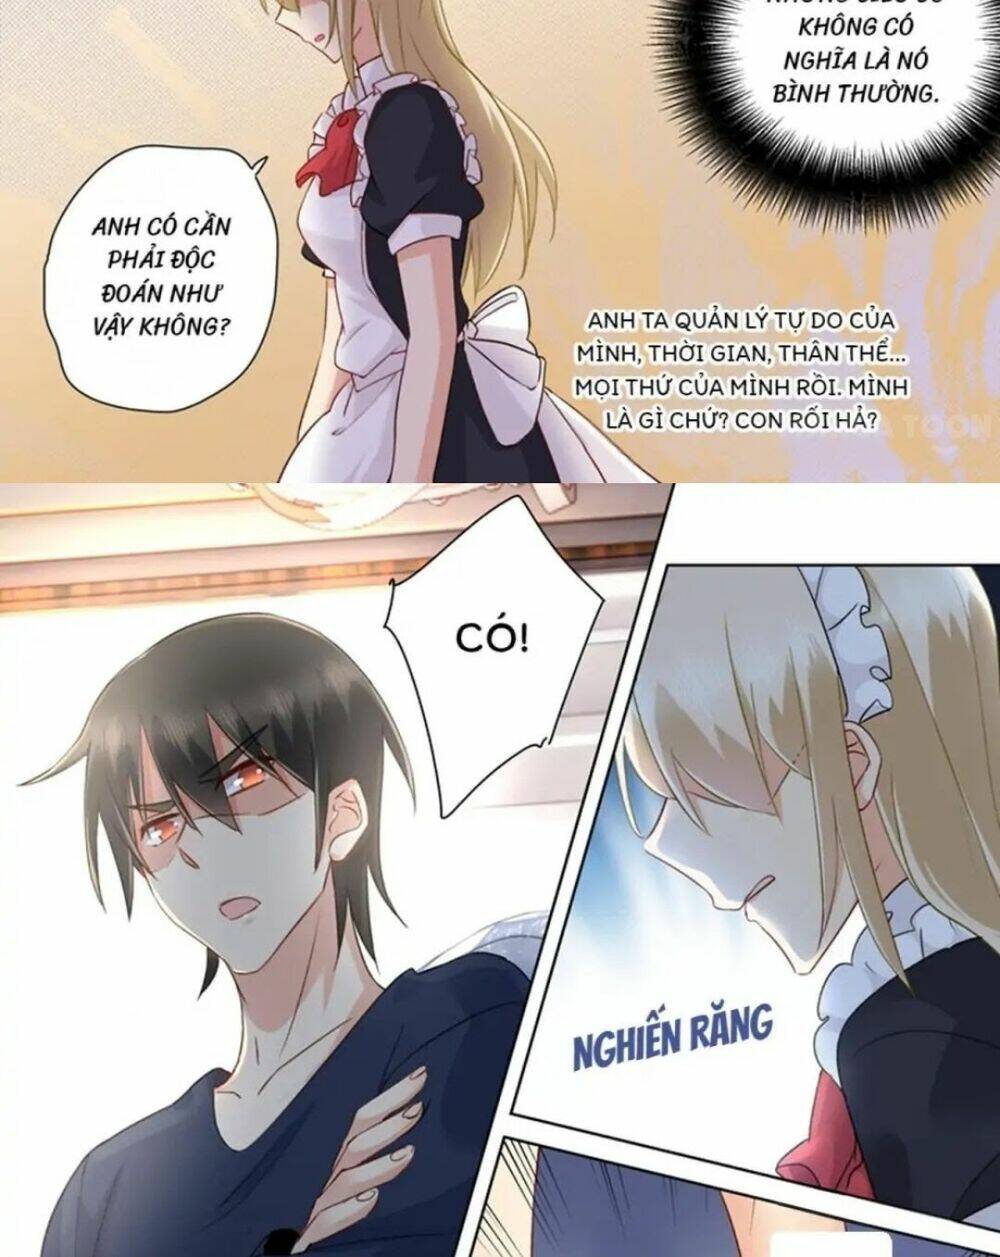 KHÔNG CÓ
NGHĨA LÀ NÓ
BÌNH THƯỜNG.
ANH CÓ CẦN
PHẢI ĐỘC
ĐOÁN NHƯ
VẬY KHÔNG?
ANH TA QUẢN LÝ TỰ DO CỦA
MÌNH, THỜI GIAN, THÂN THỂ...
MỌI THỨ CỦA MÌNH RỒI. MÌNH
LÀ GÌ CHỨ? CON RỐI HẢ?
TOON
CÓ!
NGHIẾN RĂNG